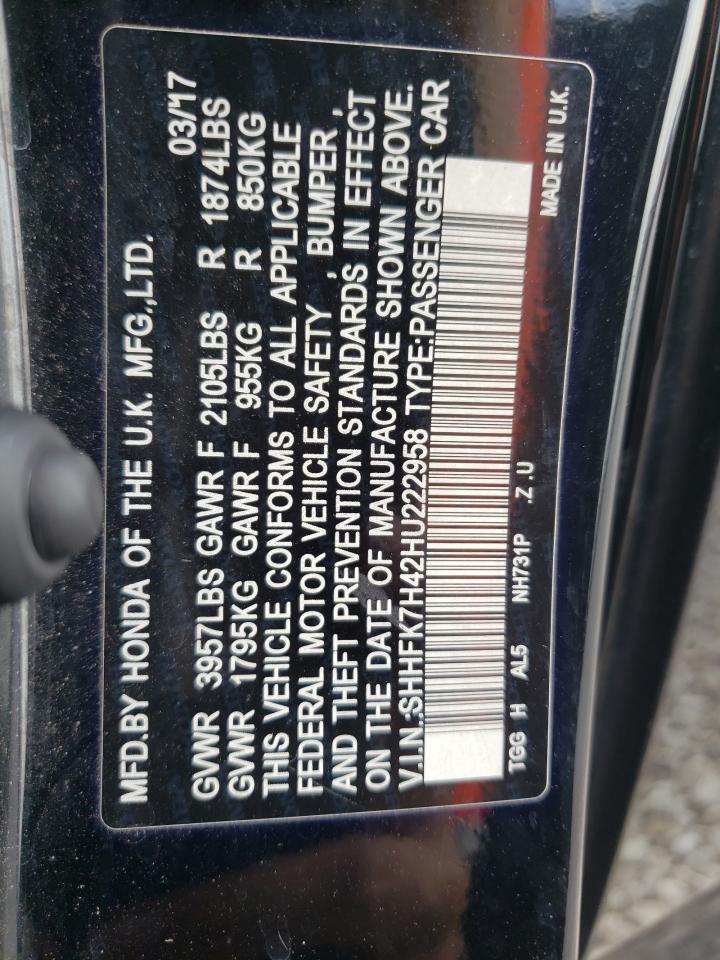 MFD.BY HONDA OF THE U.K. MFG.,LTD.
03/17
GVWR 3957LBS GAWR F 2105LBS R 1874LBS
GVWR 1795KG GAWR F 955KG R 850KG
THIS VEHICLE CONFORMS TO ALL APPLICABLE
FEDERAL MOTOR VEHICLE SAFETY , BUMPER ,
AND THEFT PREVENTION STANDARDS IN EFFECT
ON THE DATE OF MANUFACTURE SHOWN ABOVE.
V.I.N.:SHHFK7H42HU222958 TYPE:PASSENGER CAR
TGG H AL5 NH731P .Z .U
MADE IN U.K.